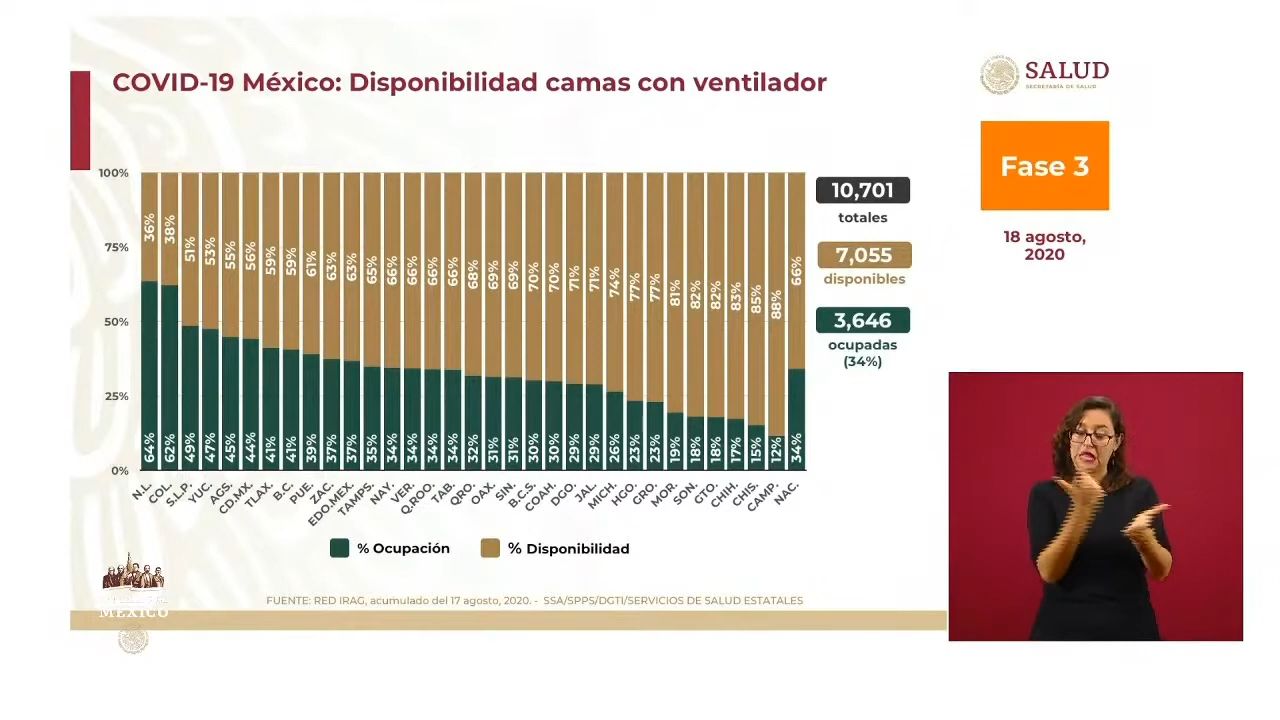 COVID-19 México: Disponibilidad camas con ventilador
SALUD
SECRETARÍA DE SALUD
Fase 3
18 agosto,
2020
100%
75%
50%
25%
0%
36% 38% 51% 53% 55% 56% 59% 59% 61% 63% 63% 65% 66% 66% 66% 66% 68% 69% 69% 70% 70% 71% 71% 74% 77% 77% 81% 82% 82% 83% 85% 88% 66%
64% 62% 49% 47% 45% 44% 41% 41% 39% 37% 37% 35% 34% 34% 34% 34% 32% 31% 31% 30% 30% 29% 29% 26% 23% 23% 19% 18% 18% 17% 15% 12% 34%
N.L. COL. S.L.P. YUC. AGS. CD.MX. TLAX. B.C. PUE. ZAC. EDO.MEX. TAMPS. NAY. VER. Q.ROO. TAB. QRO. OAX. SIN. B.C.S. COAH. DGO. JAL. MICH. HGO. GRO. MOR. SON. GTO. CHIH. CHIS. CAMP. NAC.
10,701
totales
7,055
disponibles
3,646
ocupadas
(34%)
% Ocupación
% Disponibilidad
FUENTE: RED IRAG, acumulado del 17 agosto, 2020. - SSA/SPPS/DGTI/SERVICIOS DE SALUD ESTATALES
MÉXICO